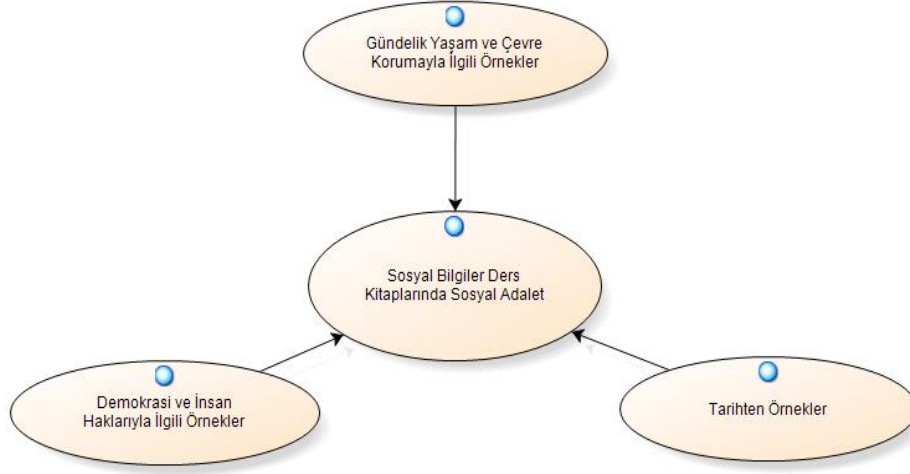 Gündelik Yaşam ve Çevre
Korumayla İlgili Örnekler
Sosyal Bilgiler Ders
Kitaplarında Sosyal Adalet
Demokrasi ve İnsan
Haklarıyla İlgili Örnekler
Tarihten Örnekler